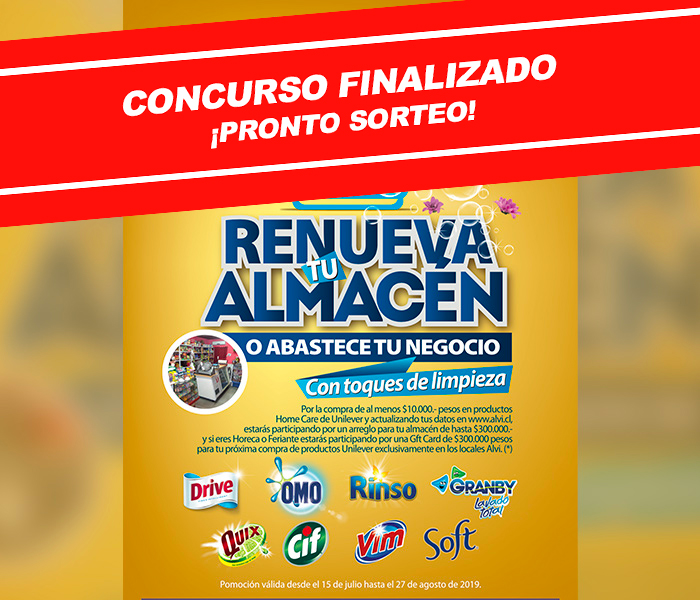 CONCURSO FINALIZADO
¡PRONTO SORTEO!
RENUEVA
TU
ALMACÉN
O ABASTECE TU NEGOCIO
Con toques de limpieza
Por la compra de al menos $10.000.- pesos en productos
Home Care de Unilever y actualizando tus datos en www.alvi.cl,
estarás participando por un arreglo para tu almacén de hasta $300.000.-
y si eres Horeca o Feriante estarás participando por una Gft Card de $300.000 pesos
para tu próxima compra de productos Unilever exclusivamente en los locales Alvi. (*)
Drive OMO Rinso GRANBY
Lavado
Total
Quix Cif Vim Soft
Pomoción válida desde el 15 de julio hasta el 27 de agosto de 2019.